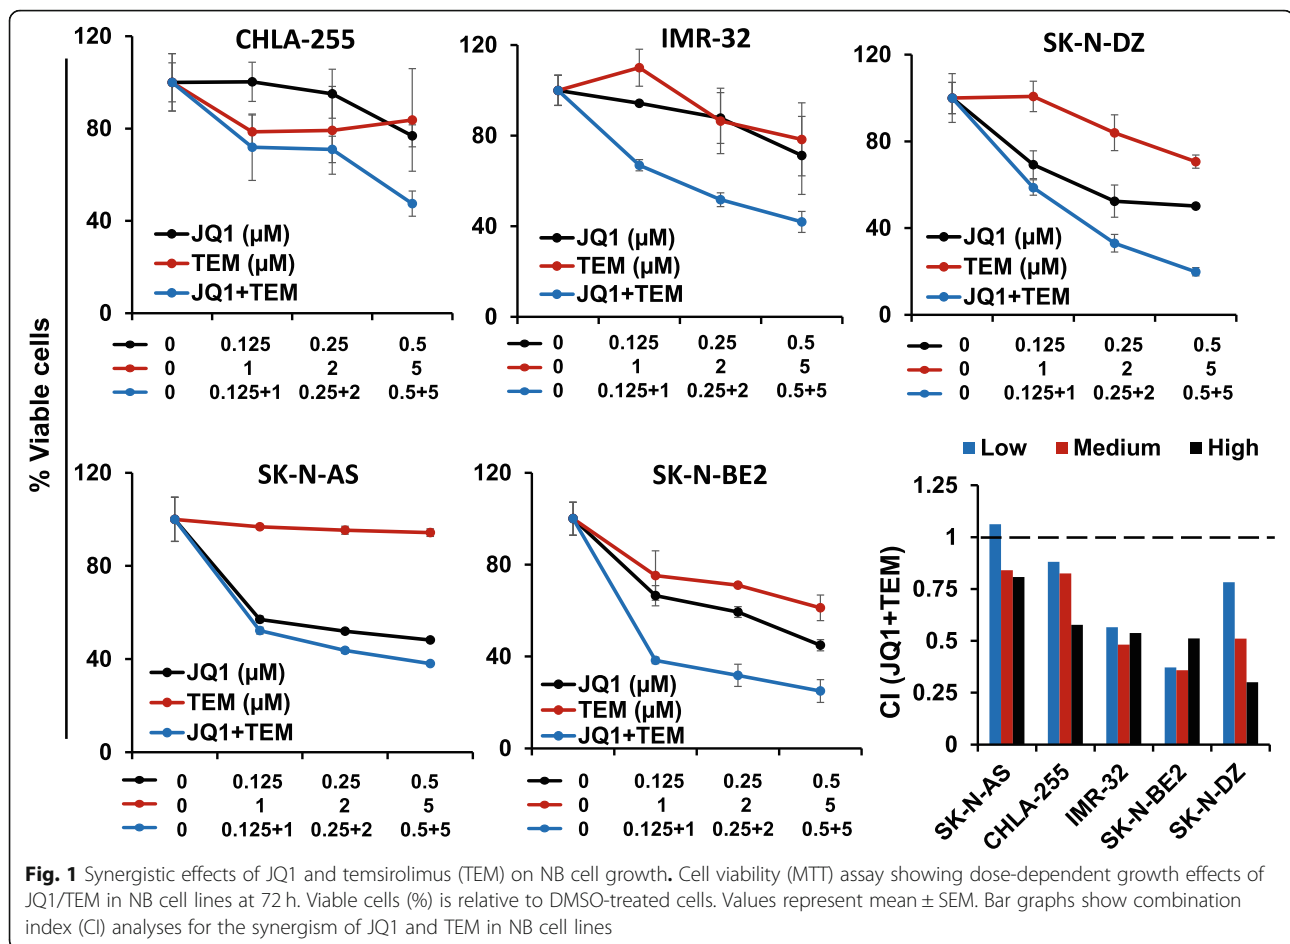 CHLA-255
120
80
40
0
JQ1 (µM)
TEM (µM)
JQ1+TEM
0 0.125 0.25 0.5
0 1 2 5
0 0.125+1 0.25+2 0.5+5
IMR-32
120
80
40
0
JQ1 (µM)
TEM (µM)
JQ1+TEM
0 0.125 0.25 0.5
0 1 2 5
0 0.125+1 0.25+2 0.5+5
SK-N-DZ
120
80
40
0
JQ1 (µM)
TEM (µM)
JQ1+TEM
0 0.125 0.25 0.5
0 1 2 5
0 0.125+1 0.25+2 0.5+5
% Viable cells
SK-N-AS
120
80
40
0
JQ1 (µM)
TEM (µM)
JQ1+TEM
0 0.125 0.25 0.5
0 1 2 5
0 0.125+1 0.25+2 0.5+5
SK-N-BE2
120
80
40
0
JQ1 (µM)
TEM (µM)
JQ1+TEM
0 0.125 0.25 0.5
0 1 2 5
0 0.125+1 0.25+2 0.5+5
Low Medium High
CI (JQ1+TEM)
1.25
1
0.75
0.5
0.25
0
SK-N-AS
CHLA-255
IMR-32
SK-N-BE2
SK-N-DZ
Fig. 1 Synergistic effects of JQ1 and temsirolimus (TEM) on NB cell growth. Cell viability (MTT) assay showing dose-dependent growth effects of
JQ1/TEM in NB cell lines at 72 h. Viable cells (%) is relative to DMSO-treated cells. Values represent mean ± SEM. Bar graphs show combination
index (CI) analyses for the synergism of JQ1 and TEM in NB cell lines